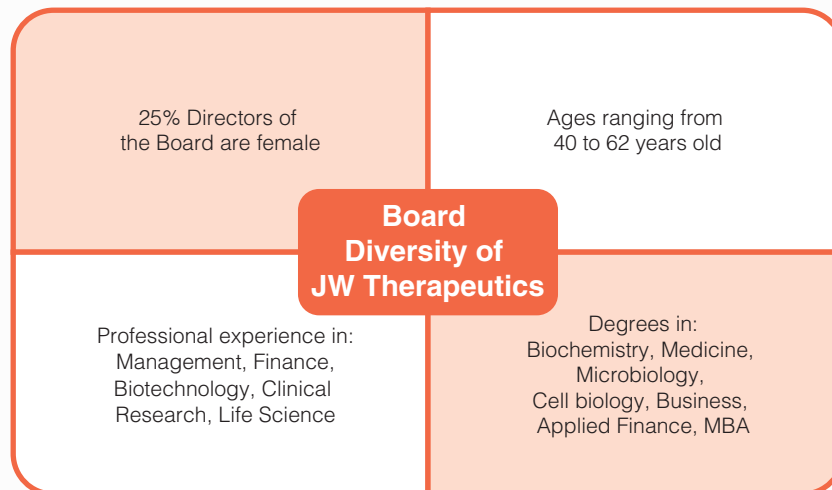 25% Directors of
the Board are female
Ages ranging from
40 to 62 years old
Board
Diversity of
JW Therapeutics
Professional experience in:
Management, Finance,
Biotechnology, Clinical
Research, Life Science
Degrees in:
Biochemistry, Medicine,
Microbiology,
Cell biology, Business,
Applied Finance, MBA